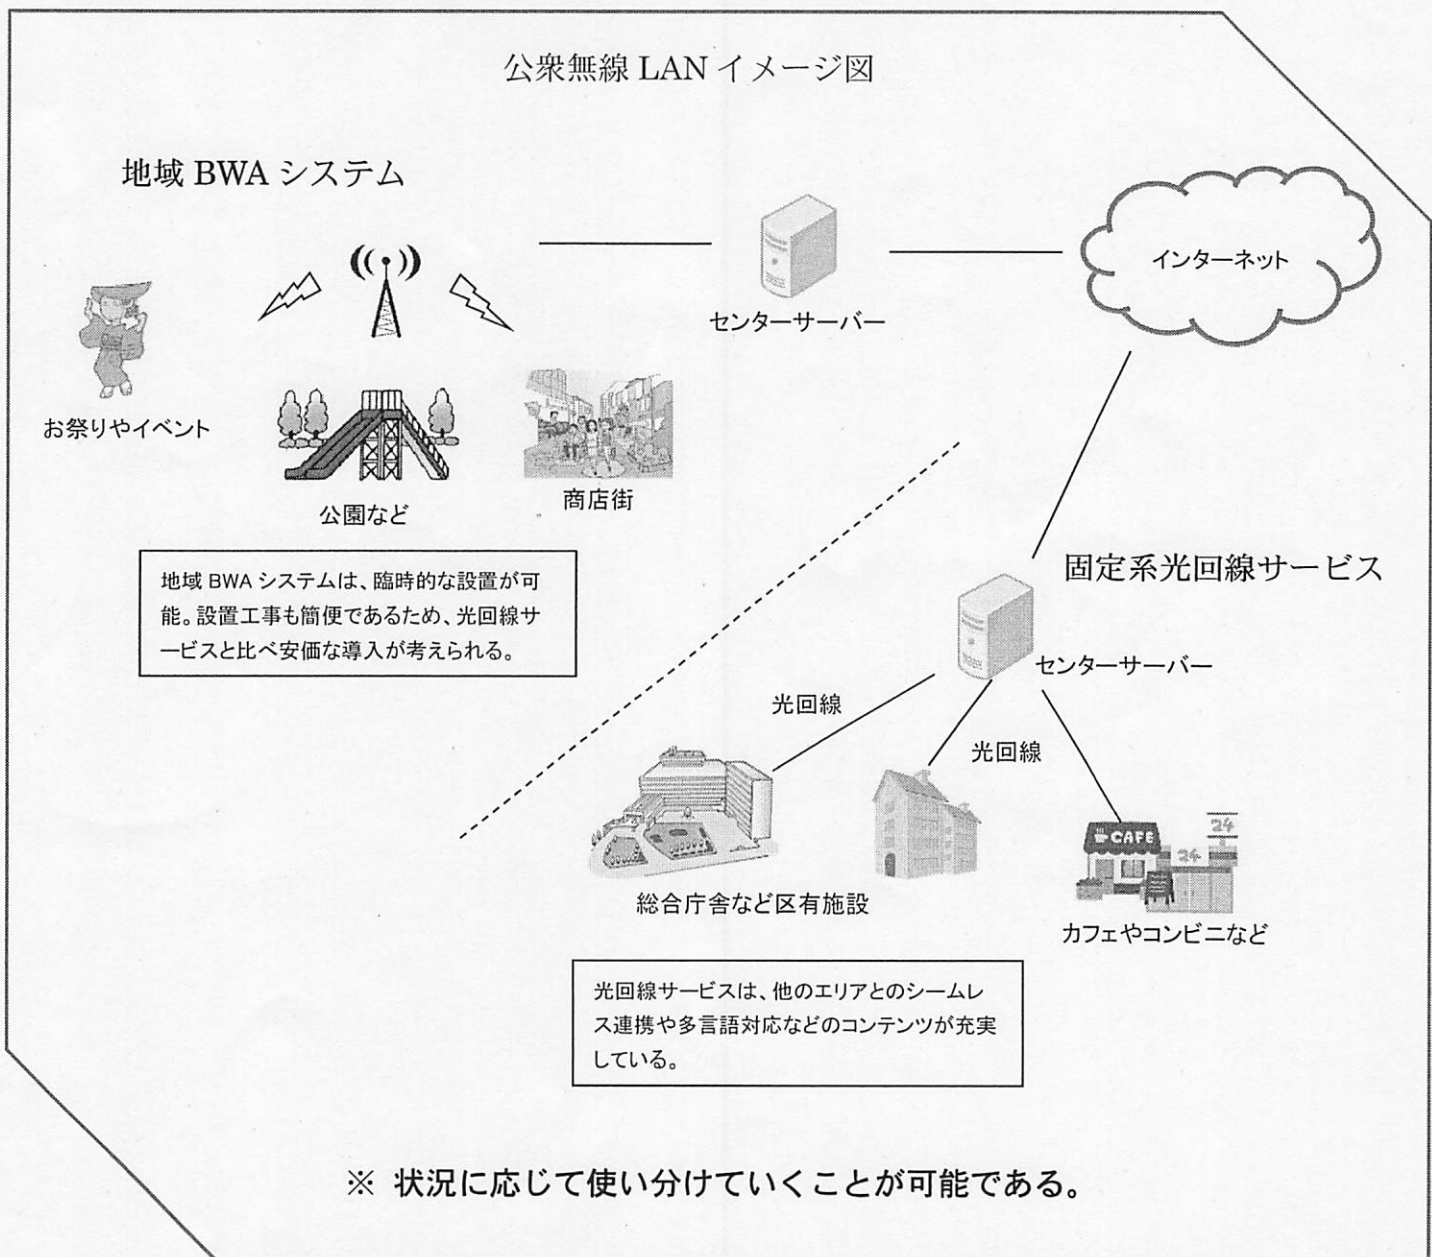 公衆無線 LAN イメージ図
地域 BWA システム
インターネット
センターサーバー
お祭りやイベント
公園など
商店街
地域 BWA システムは、臨時的な設置が可
能。設置工事も簡便であるため、光回線サ
ービスと比べ安価な導入が考えられる。
固定系光回線サービス
センターサーバー
光回線
光回線
CAFE
24
24
総合庁舎など区有施設
カフェやコンビニなど
光回線サービスは、他のエリアとのシームレ
ス連携や多言語対応などのコンテンツが充実
している。
※ 状況に応じて使い分けていくことが可能である。